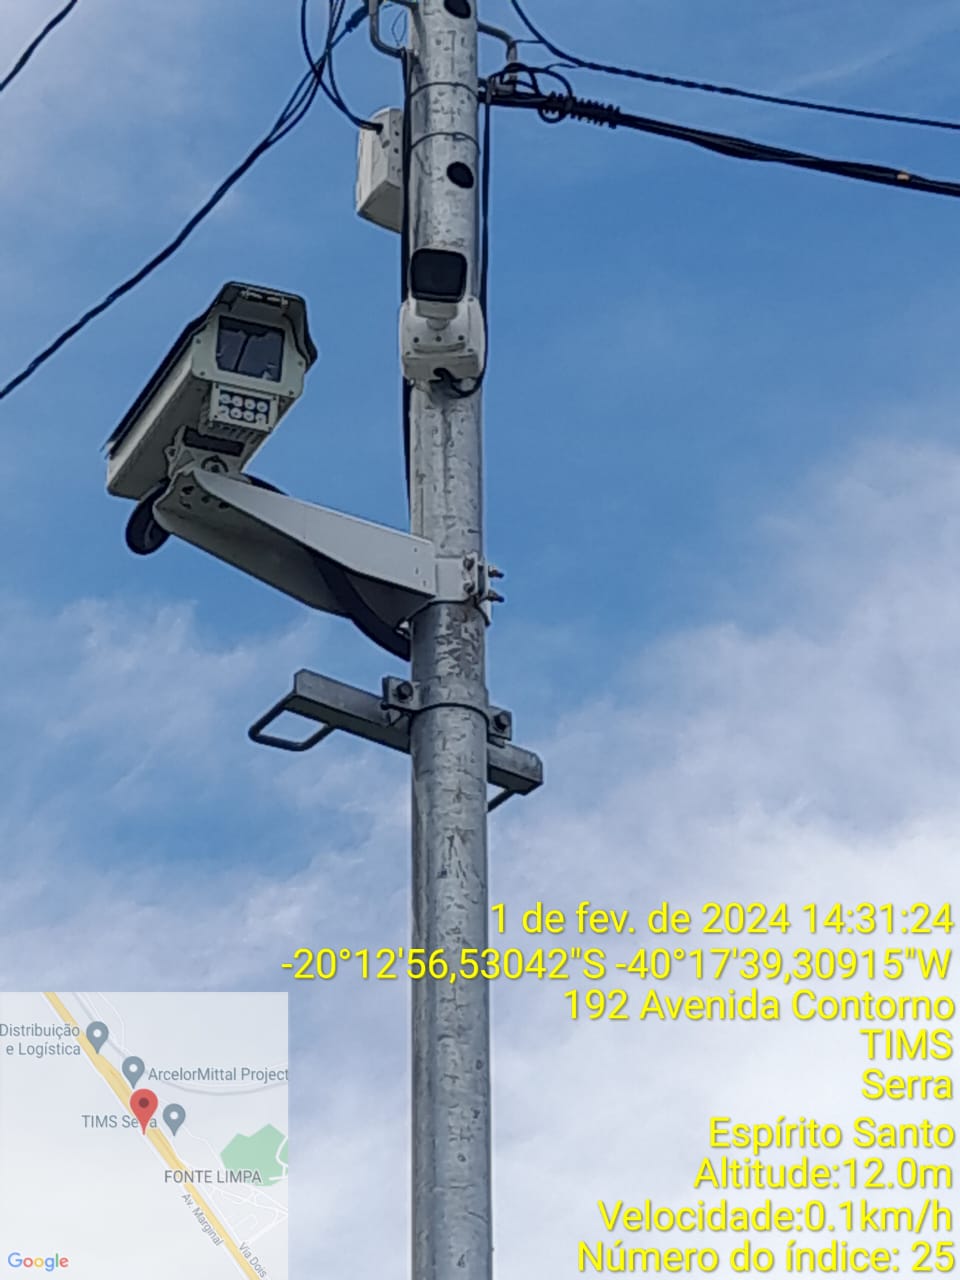 1 de fev. de 2024 14:31:24
-20°12'56,53042"S -40°17'39,30915"W
192 Avenida Contorno
TIMS
Serra
Espírito Santo
Altitude:12.0m
Velocidade:0.1km/h
Número do índice: 25
Distribuição
e Logística
ArcelorMittal Project
TIMS Serra
FONTE LIMPA
Av. Marginal
Via Dois
Google